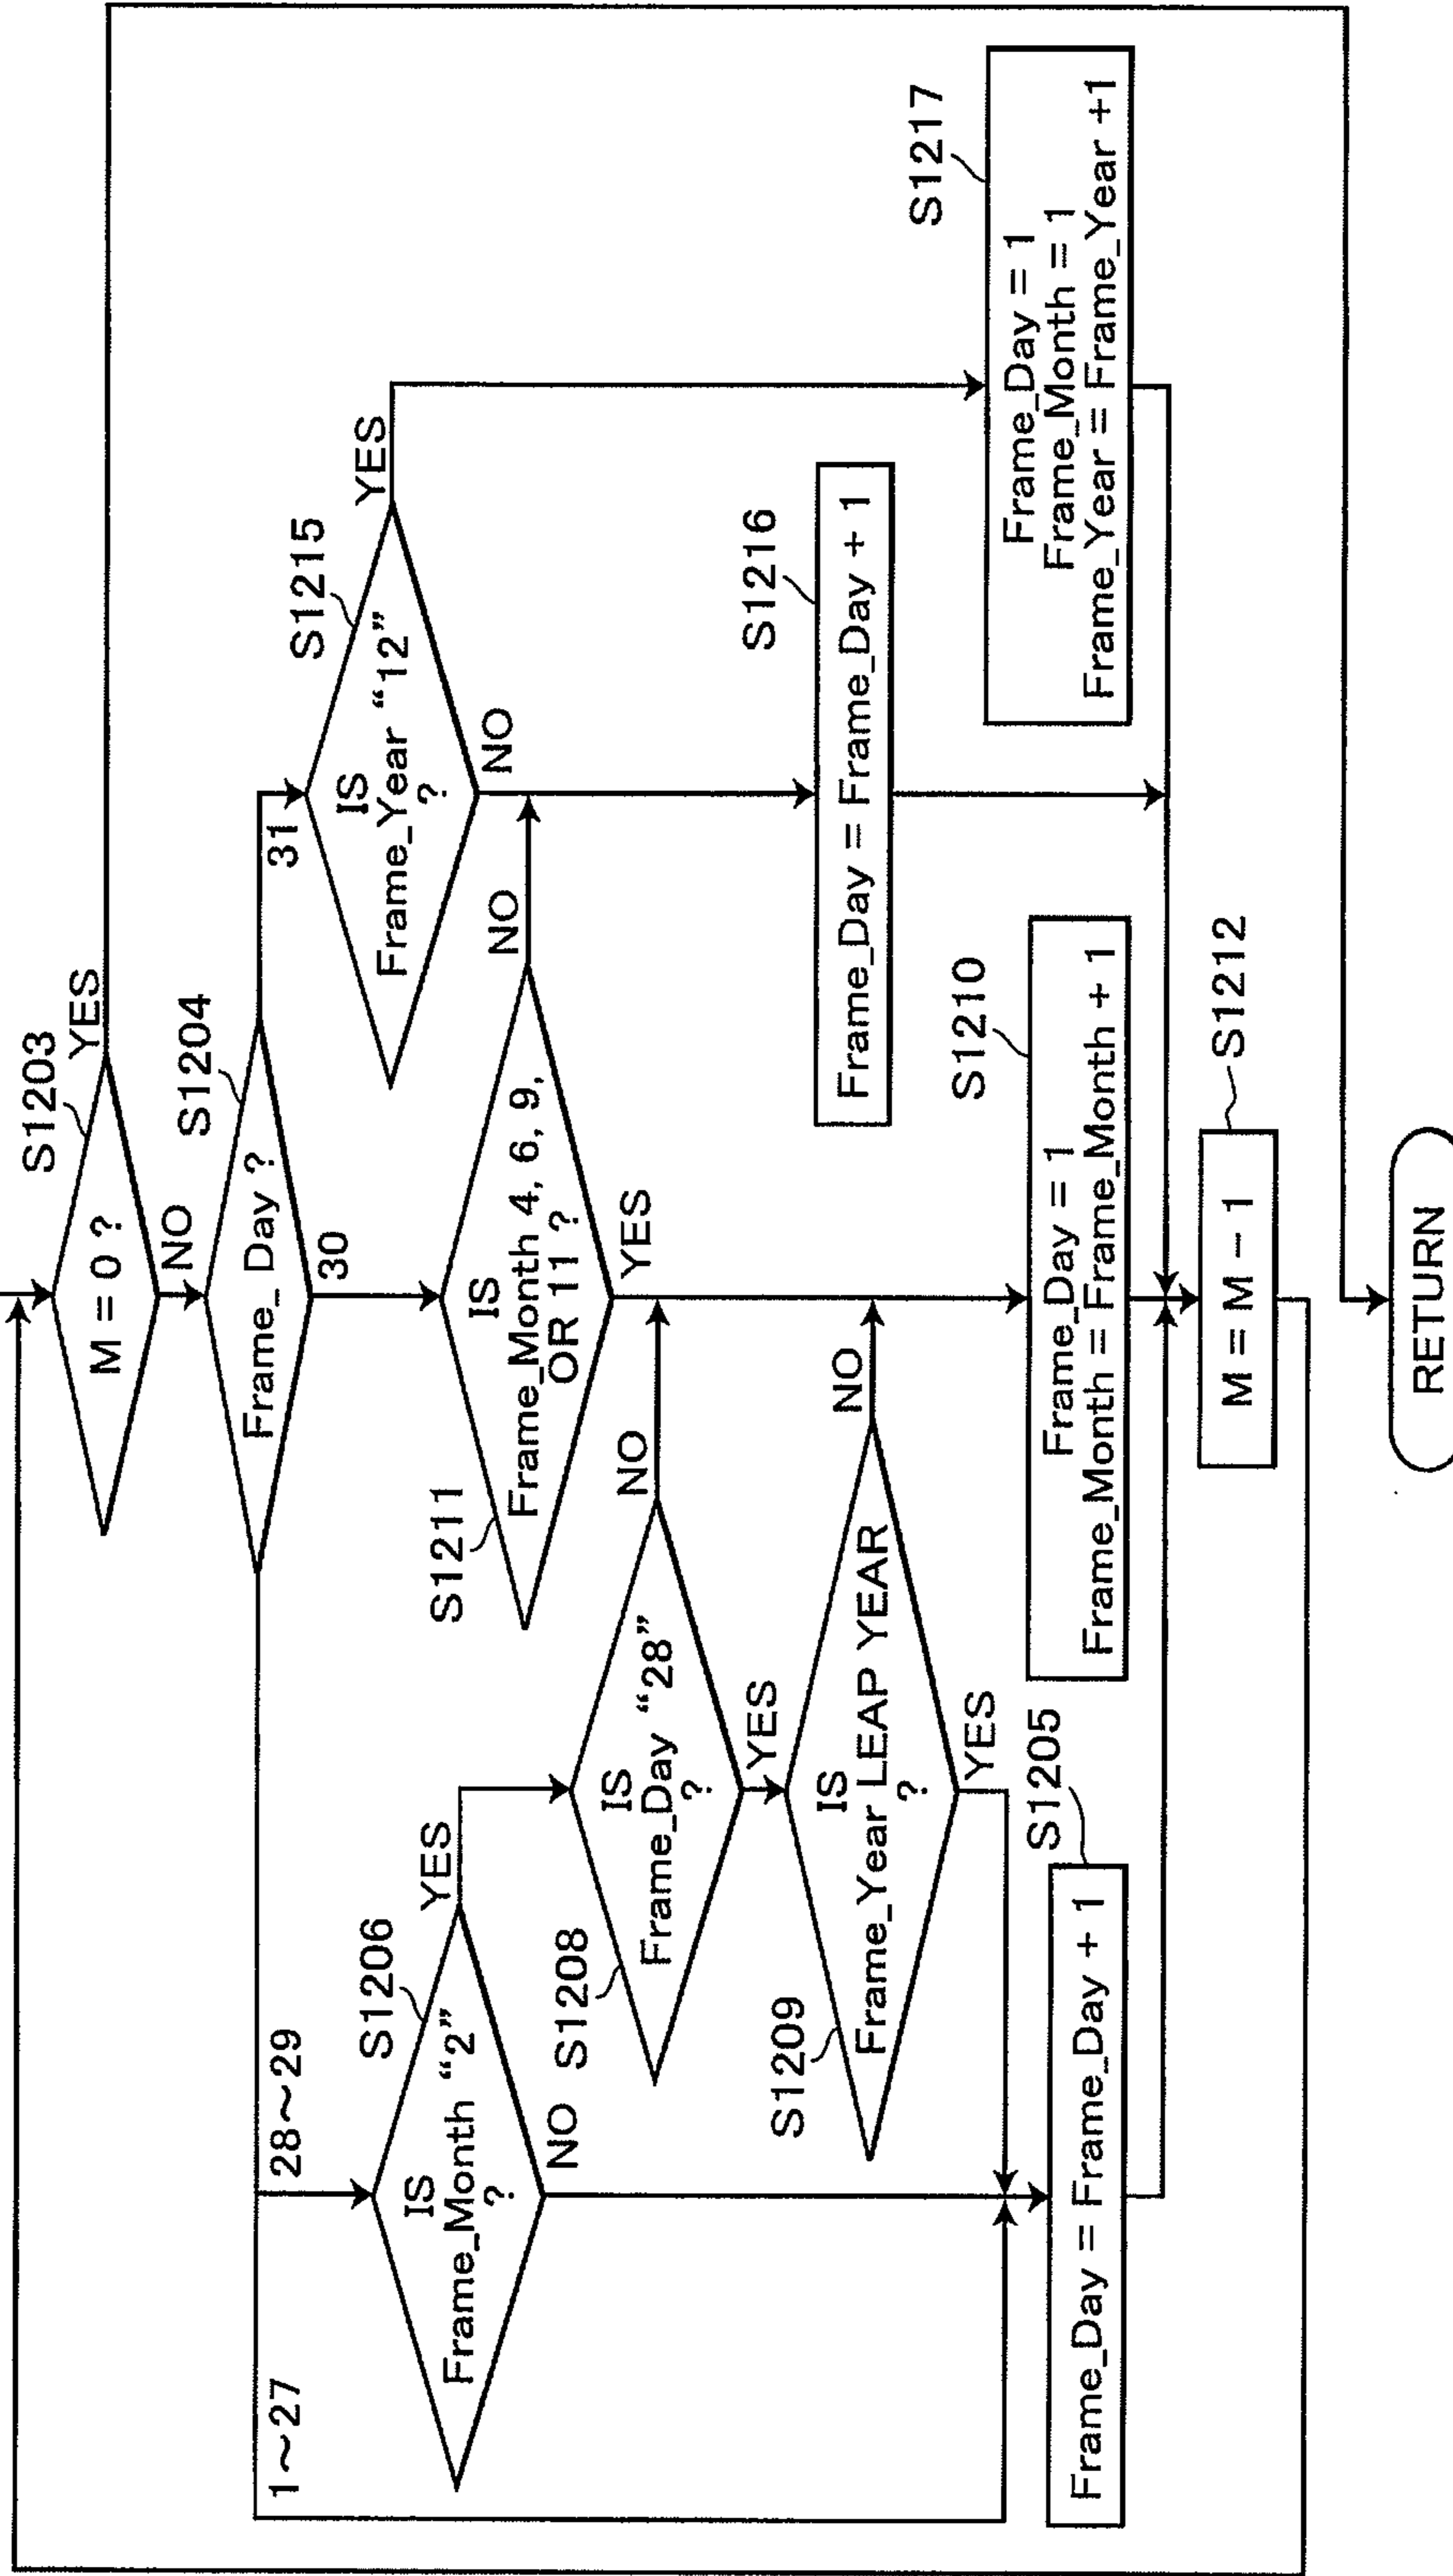 S1203
M = 0 ?
YES
NO
S1204
Frame_Day ?
1~27
28~29
30
31
S1206
IS
Frame_Month “2”
?
YES
NO
S1211
IS
Frame_Month 4, 6, 9,
OR 11 ?
NO
YES
S1215
IS
Frame_Year “12”
?
YES
NO
S1208
IS
Frame_Day “28”
?
NO
YES
S1209
IS
Frame_Year LEAP YEAR
?
NO
YES
S1216
Frame_Day = Frame_Day + 1
S1217
Frame_Day = 1
Frame_Month = 1
Frame_Year = Frame_Year +1
S1205
Frame_Day = Frame_Day + 1
S1210
Frame_Day = 1
Frame_Month = Frame_Month + 1
S1212
M = M − 1
RETURN